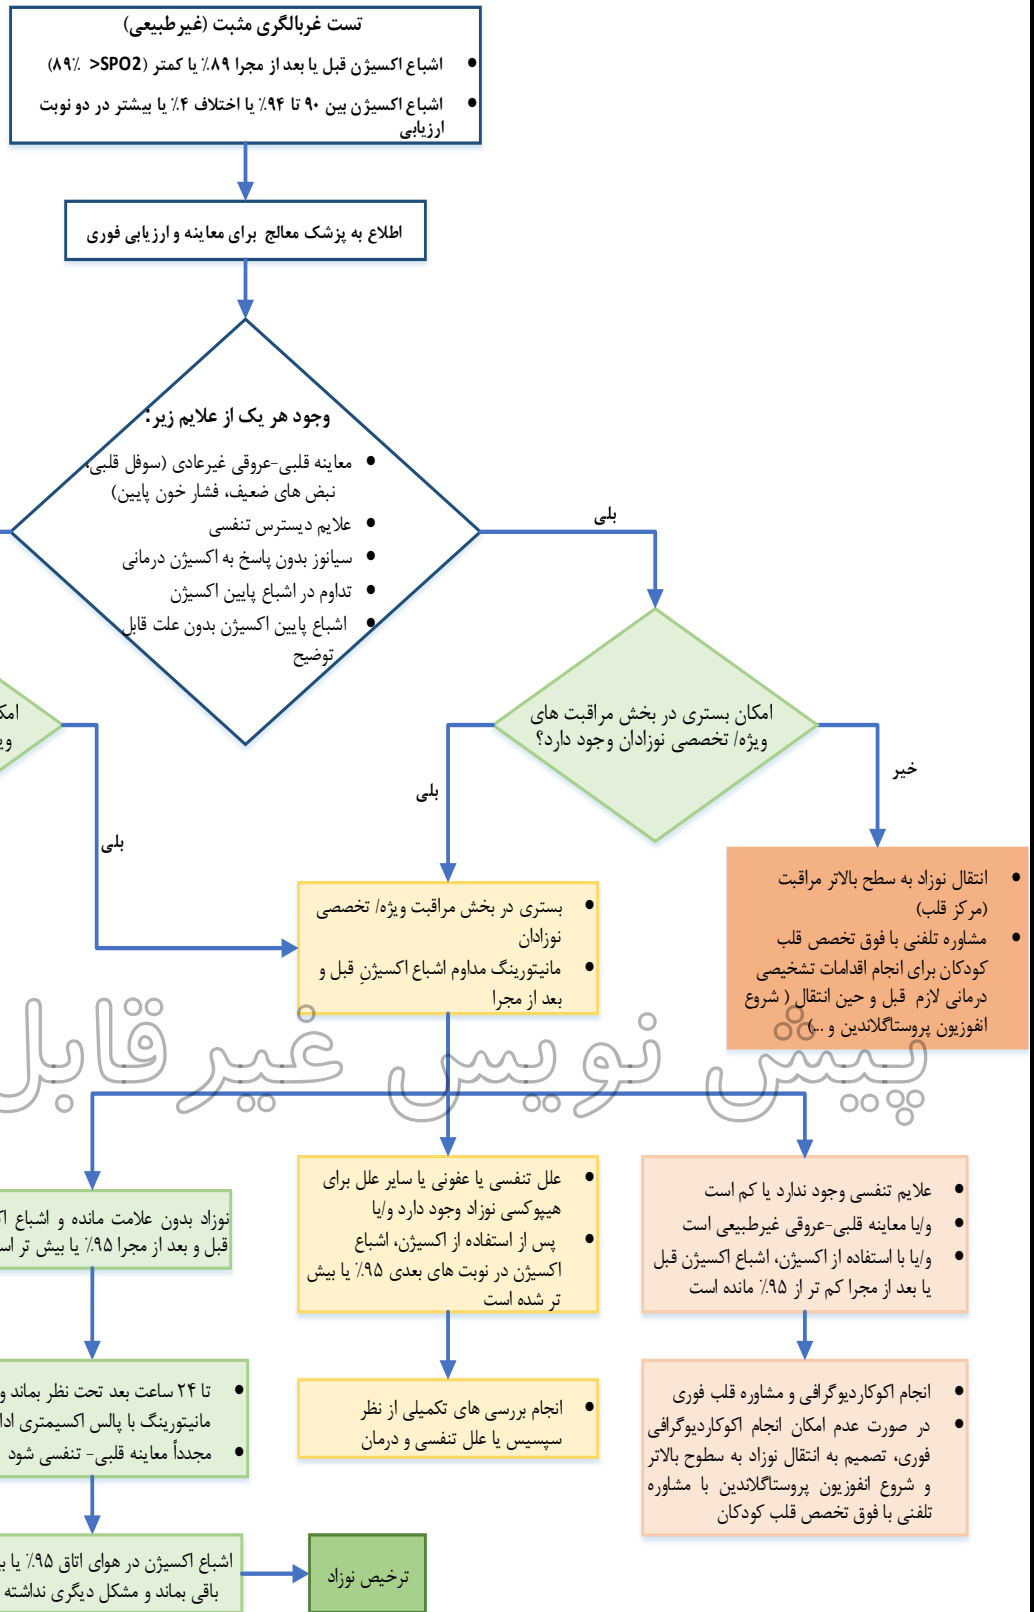 تست غربالگری مثبت (غیرطبیعی)
• اشباع اکسیژن قبل یا بعد از مجرا ۸۹٪ یا کمتر (SPO2< ۸۹٪)
• اشباع اکسیژن بین ۹۰ تا ۹۴٪ یا اختلاف ۴٪ یا بیشتر در دو نوبت
ارزیابی
اطلاع به پزشک معالج برای معاینه و ارزیابی فوری
وجود هر یک از علایم زیر:
• معاینه قلبی-عروقی غیرعادی (سوفل قلبی،
نبض های ضعیف، فشار خون پایین)
• علایم دیسترس تنفسی
• سیانوز بدون پاسخ به اکسیژن درمانی
• تداوم در اشباع پایین اکسیژن
• اشباع پایین اکسیژن بدون علت قابل
توضیح
بلی
امکان بستری در بخش مراقبت های
ویژه/ تخصصی نوزادان وجود دارد؟
خیر
بلی
بلی
• انتقال نوزاد به سطح بالاتر مراقبت
(مرکز قلب)
• مشاوره تلفنی با فوق تخصص قلب
کودکان برای انجام اقدامات تشخیصی
درمانی لازم قبل و حین انتقال ( شروع
انفوزیون پروستاگلاندین و ...)
• بستری در بخش مراقبت ویژه/ تخصصی
نوزادان
• مانیتورینگ مداوم اشباع اکسیژنِ قبل و
بعد از مجرا
پیش نویس غیر قابل
• علایم تنفسی وجود ندارد یا کم است
• و/یا معاینه قلبی-عروقی غیرطبیعی است
• و/یا با استفاده از اکسیژن، اشباع اکسیژن قبل
یا بعد از مجرا کم تر از ۹۵٪ مانده است
• علل تنفسی یا عفونی یا سایر علل برای
هیپوکسی نوزاد وجود دارد و/یا
• پس از استفاده از اکسیژن، اشباع
اکسیژن در نوبت های بعدی ۹۵٪ یا بیش
تر شده است
نوزاد بدون علامت مانده و اشباع
قبل و بعد از مجرا ۹۵٪ یا بیش تر
• انجام اکوکاردیوگرافی و مشاوره قلب فوری
• در صورت عدم امکان انجام اکوکاردیوگرافی
فوری، تصمیم به انتقال نوزاد به سطوح بالاتر
و شروع انفوزیون پروستاگلاندین با مشاوره
تلفنی با فوق تخصص قلب کودکان
• انجام بررسی های تکمیلی از نظر
سپسیس یا علل تنفسی و درمان
• تا ۲۴ ساعت بعد تحت نظر بماند و
مانیتورینگ با پالس اکسیمتری
• مجدداً معاینه قلبی- تنفسی شود
اشباع اکسیژن در هوای اتاق ۹۵٪ یا
باقی بماند و مشکل دیگری نداشته
ترخیص نوزاد